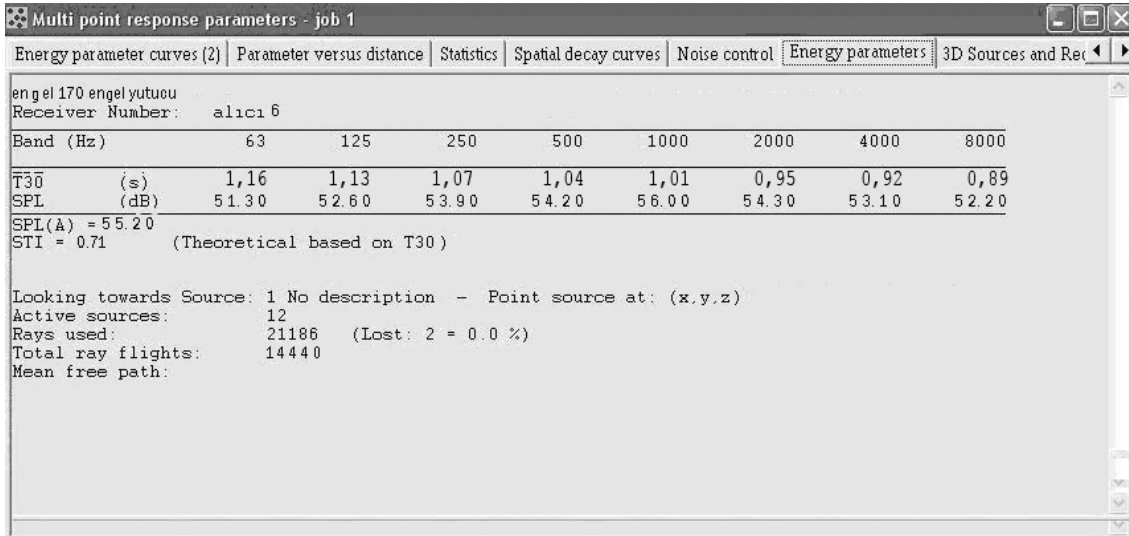 Multi point response parameters - job 1
Energy parameter curves (2) Parameter versus distance Statistics Spatial decay curves Noise control Energy parameters 3D Sources and Rec
engel 170 engel yutucu
Receiver Number: alıcı 6
Band (Hz) 63 125 250 500 1000 2000 4000 8000
T30 (s) 1,16 1,13 1,07 1,04 1,01 0,95 0,92 0,89
SPL (dB) 51.30 52.60 53.90 54.20 56.00 54.30 53.10 52.20
SPL(A) = 55.20
STI = 0.71 (Theoretical based on T30)
Looking towards Source: 1 No description - Point source at: (x,y,z)
Active sources: 12
Rays used: 21186 (Lost: 2 = 0.0 %)
Total ray flights: 14440
Mean free path: